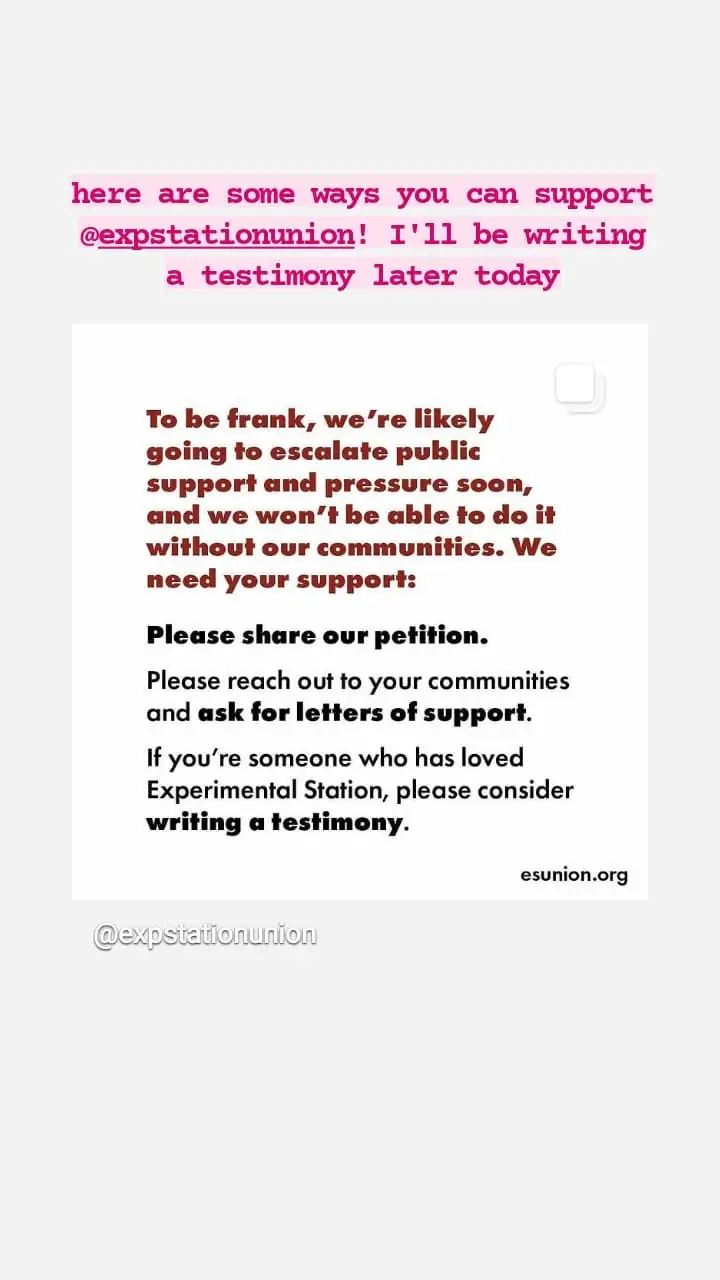 here are some ways you can support
@expstationunion! I'll be writing
a testimony later today
To be frank, we’re likely
going to escalate public
support and pressure soon,
and we won’t be able to do it
without our communities. We
need your support:
Please share our petition.
Please reach out to your communities
and ask for letters of support.
If you’re someone who has loved
Experimental Station, please consider
writing a testimony.
esunion.org
@expstationunion